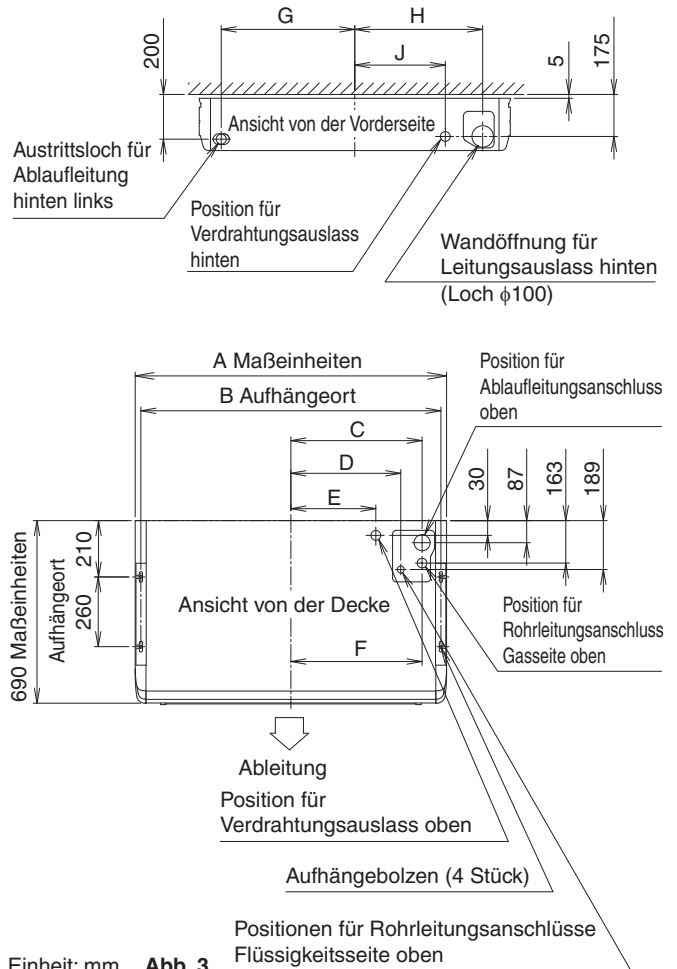 G
H
J
200
5
175
Ansicht von der Vorderseite
Austrittsloch für
Ablaufleitung
hinten links
Position für
Verdrahtungsauslass
hinten
Wandöffnung für
Leitungsauslass hinten
(Loch ϕ100)
A Maßeinheiten
B Aufhängeort
C
D
E
Position für
Ablaufleitungsanschluss
oben
30
87
163
189
690 Maßeinheiten
Aufhängeort
210
260
Ansicht von der Decke
F
Position für
Rohrleitungsanschluss
Gasseite oben
Ableitung
Position für
Verdrahtungsauslass oben
Aufhängebolzen (4 Stück)
Positionen für Rohrleitungsanschlüsse
Flüssigkeitsseite oben
Einheit: mm Abb. 3